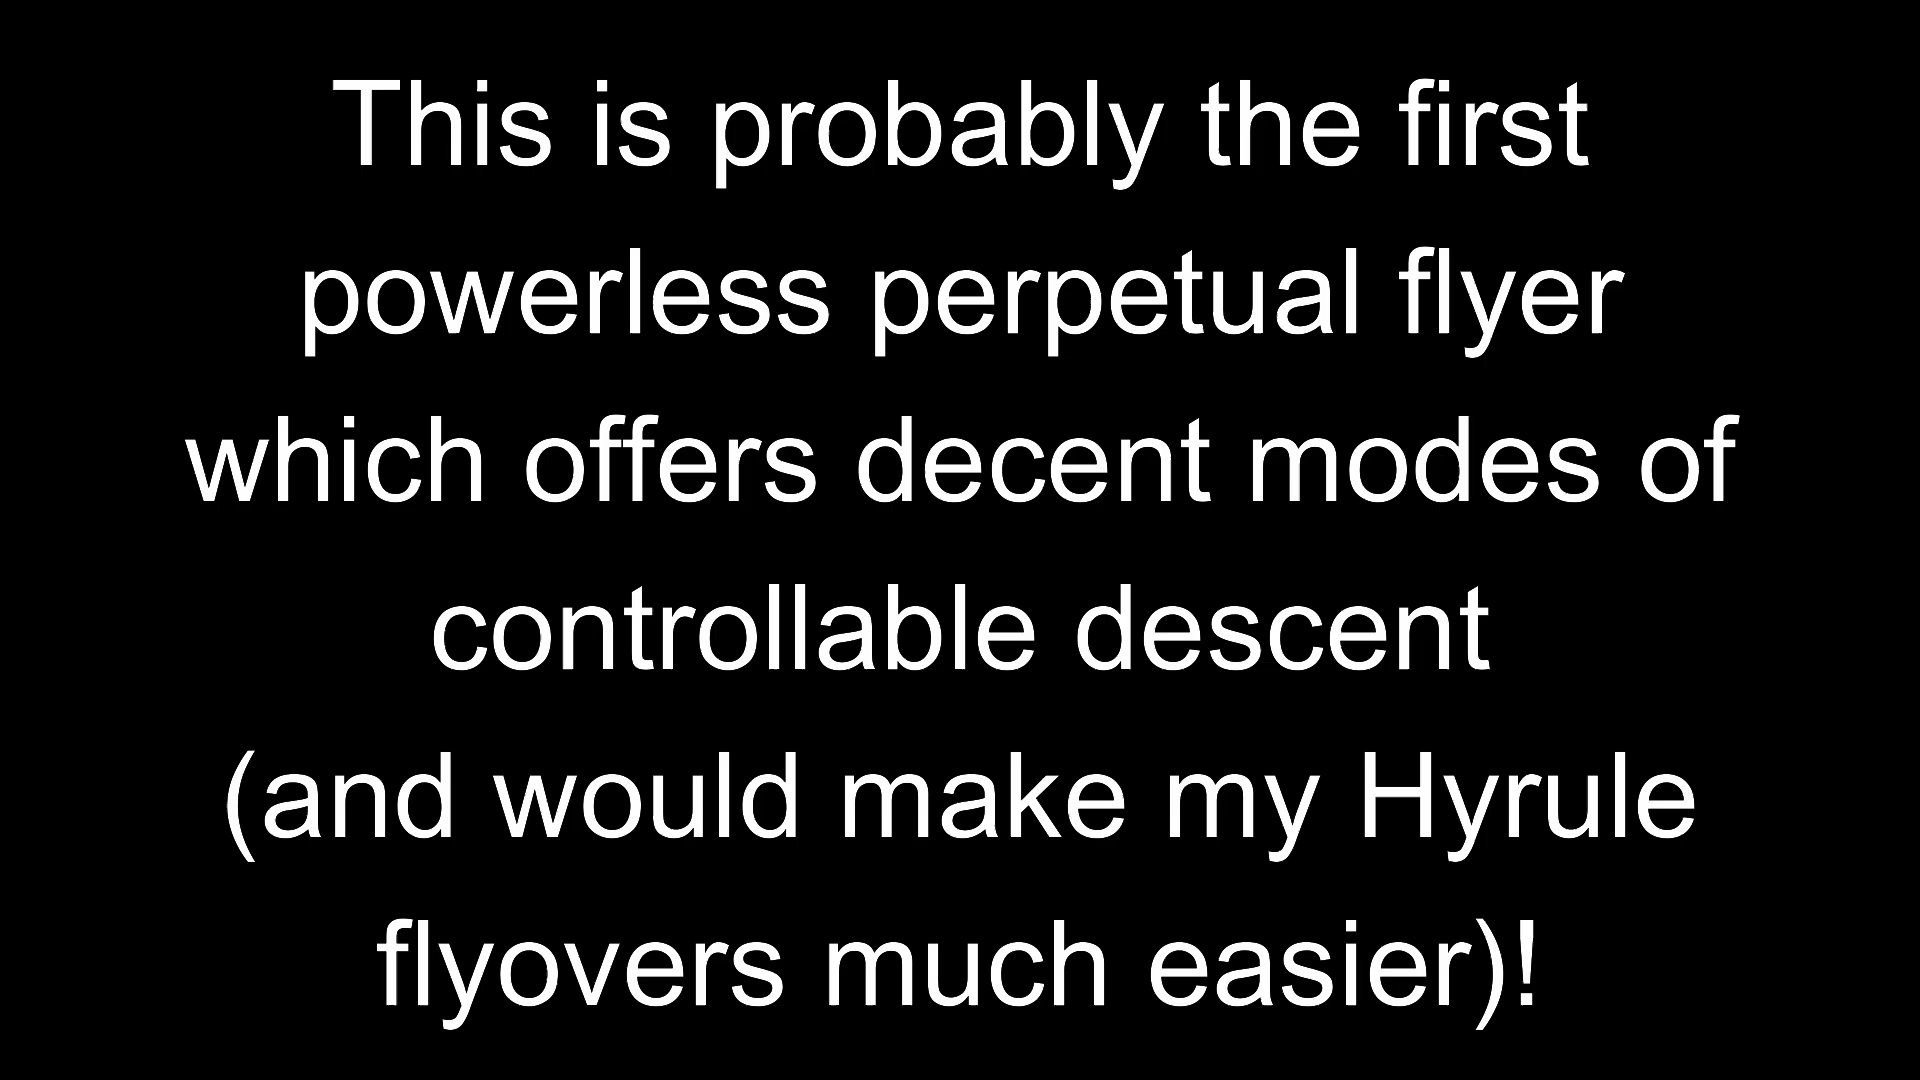 This is probably the first
powerless perpetual flyer
which offers decent modes of
controllable descent
(and would make my Hyrule
flyovers much easier)!